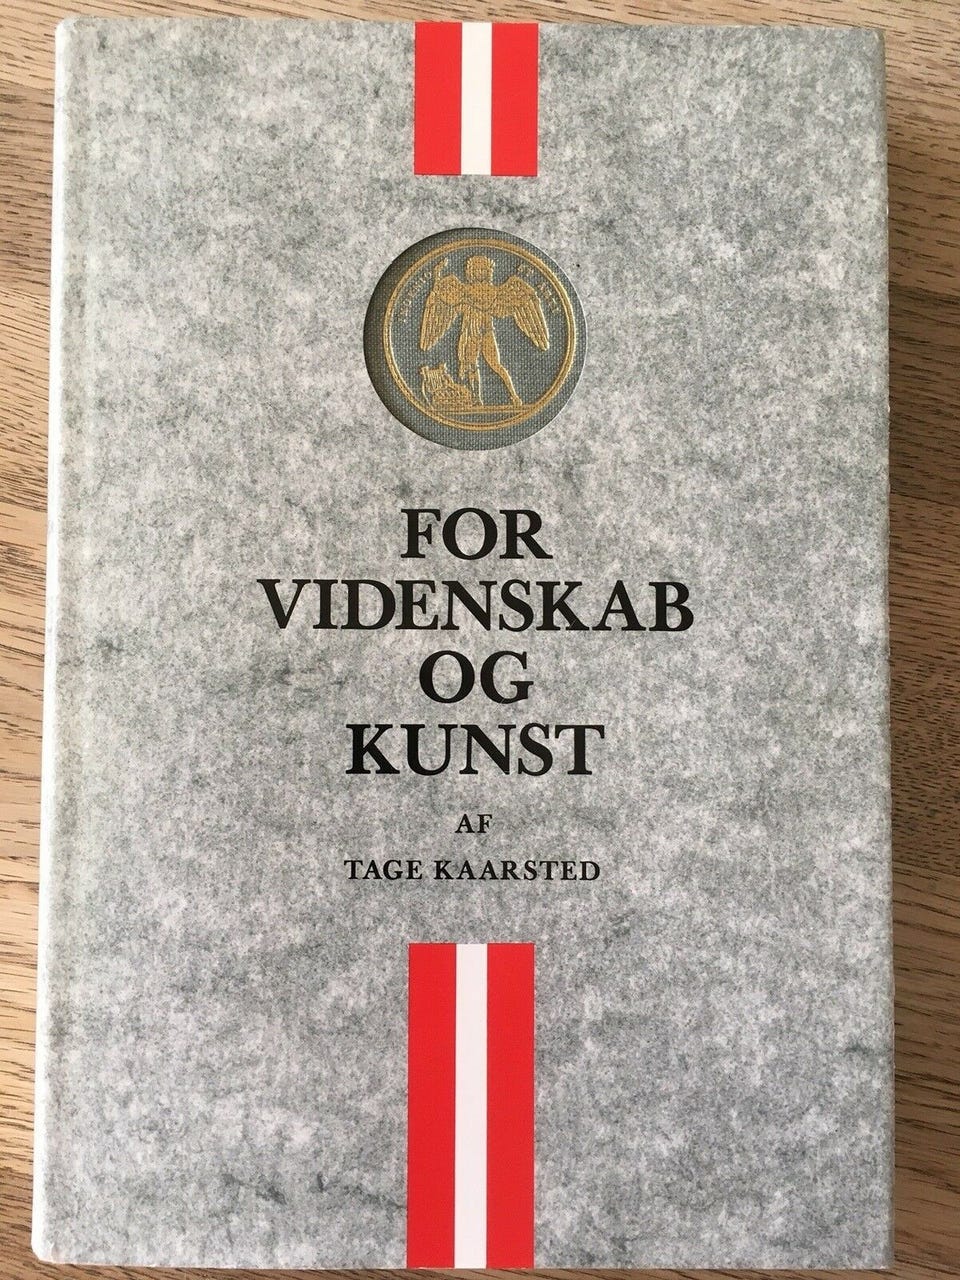 FOR
VIDENSKAB
OG
KUNST
AF
TAGE KAARSTED